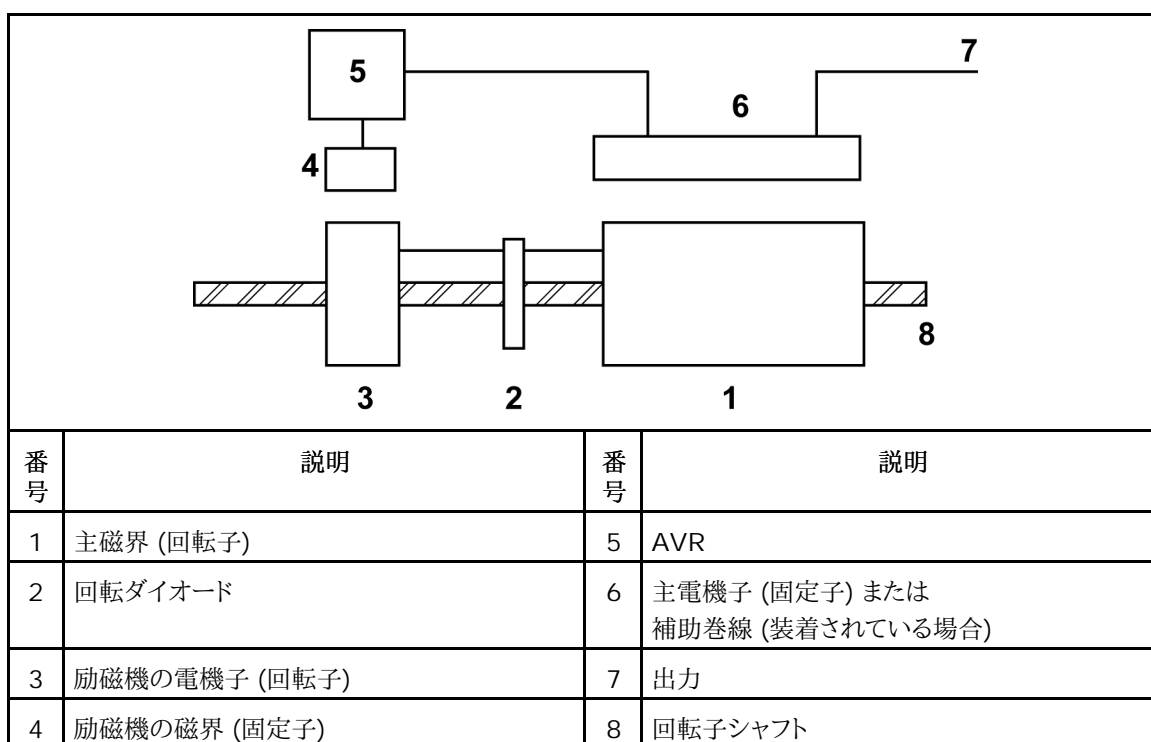 5
7
6
4
8
3
2
1
番号
説明
番号
説明
1
主磁界 (回転子)
5
AVR
2
回転ダイオード
6
主電機子 (固定子) または
補助巻線 (装着されている場合)
3
励磁機の電機子 (回転子)
7
出力
4
励磁機の磁界 (固定子)
8
回転子シャフト